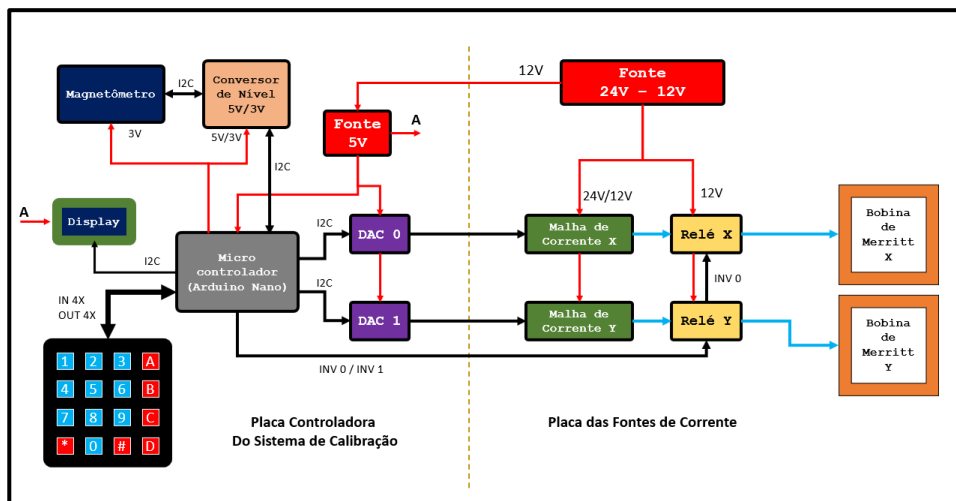 12V
Fonte
24V – 12V
Magnetômetro
I2C
Conversor
de Nível
5V/3V
3V
5V/3V
Fonte
5V
A
I2C
24V/12V
12V
A
Display
I2C
DAC 0
Malha de
Corrente X
Relé X
Bobina
de
Merritt
X
Micro
controlador
(Arduino Nano)
I2C
I2C
INV 0
IN 4X
OUT 4X
DAC 1
Malha de
Corrente Y
Relé Y
Bobina
de
Merritt
Y
INV 0 / INV 1
1 2 3 A
4 5 6 B
7 8 9 C
* 0 # D
Placa Controladora
Do Sistema de Calibração
Placa das Fontes de Corrente